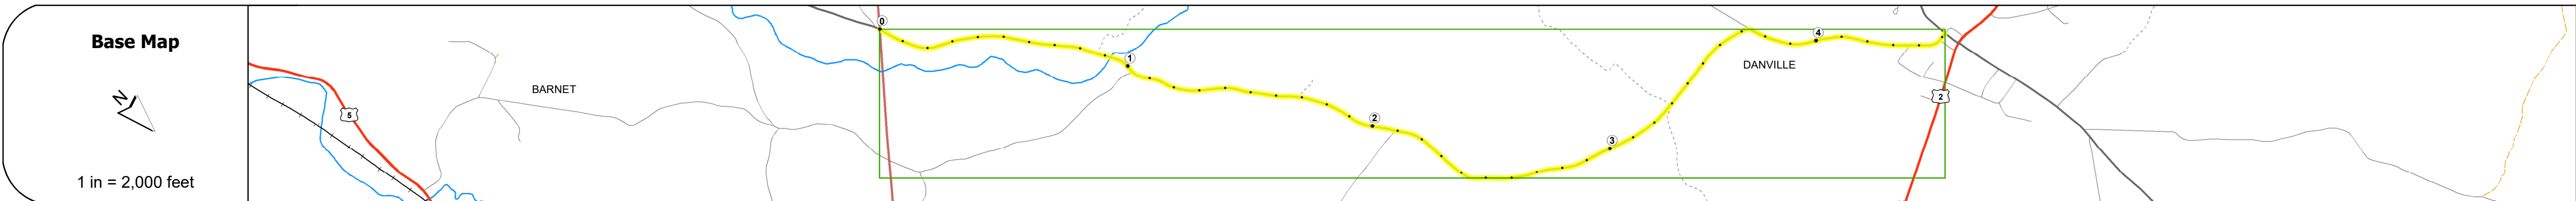 Base Map
N
1 in = 2,000 feet
5
BARNET
0
1
2
3
4
DANVILLE
2